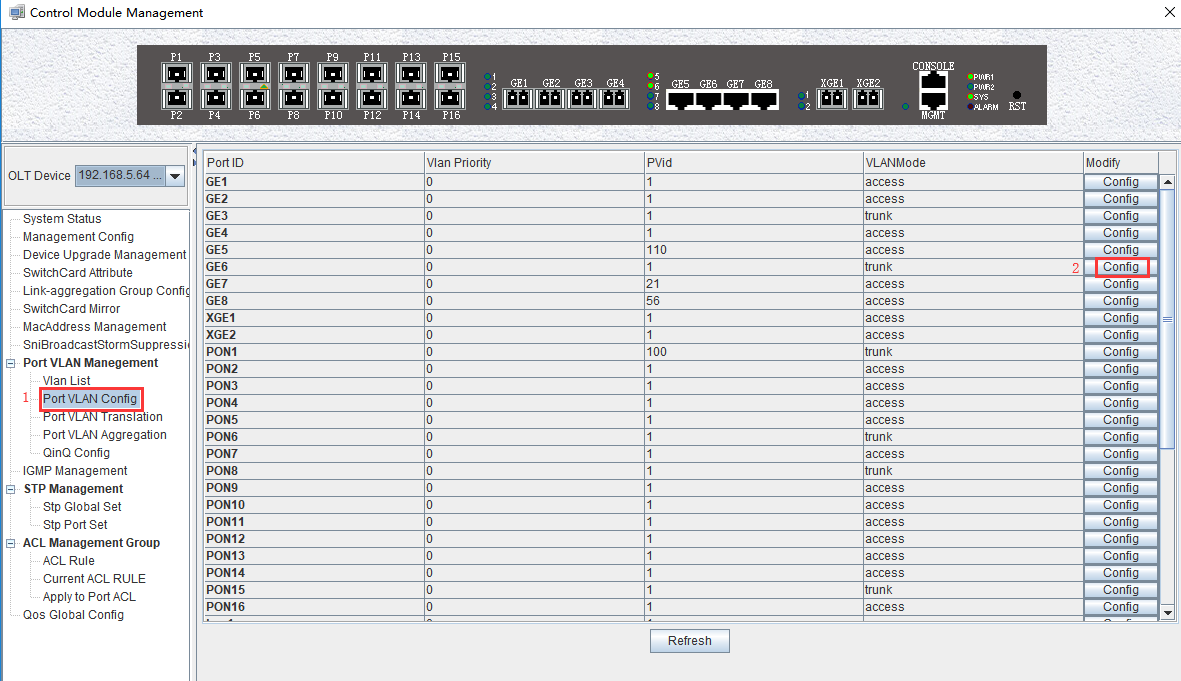 Control Module Management
P1 P3 P5 P7 P9 P11 P13 P15
P2 P4 P6 P8 P10 P12 P14 P16
1
2
3
4
GE1 GE2 GE3 GE4
5
6
7
8
GE5 GE6 GE7 GE8
1
2
XGE1 XGE2
CONSOLE
MGMT
PWR1
PWR2
SYS
ALARM
RST
OLT Device 192.168.5.64 ...
System Status
Management Config
Device Upgrade Management
SwitchCard Attribute
Link-aggregation Group Config
SwitchCard Mirror
MacAddress Management
SniBroadcastStormSuppressi
Port VLAN Manegement
Vlan List
1 Port VLAN Config
Port VLAN Translation
Port VLAN Aggregation
QinQ Config
IGMP Management
STP Management
Stp Global Set
Stp Port Set
ACL Management Group
ACL Rule
Current ACL RULE
Apply to Port ACL
Qos Global Config
Port ID Vlan Priority PVid VLANMode Modify
GE1 0 1 access Config
GE2 0 1 access Config
GE3 0 1 trunk Config
GE4 0 1 access Config
GE5 0 110 access Config
GE6 0 1 trunk 2 Config
GE7 0 21 access Config
GE8 0 56 access Config
XGE1 0 1 access Config
XGE2 0 1 access Config
PON1 0 100 trunk Config
PON2 0 1 access Config
PON3 0 1 access Config
PON4 0 1 access Config
PON5 0 1 access Config
PON6 0 1 trunk Config
PON7 0 1 access Config
PON8 0 1 trunk Config
PON9 0 1 access Config
PON10 0 1 access Config
PON11 0 1 access Config
PON12 0 1 access Config
PON13 0 1 access Config
PON14 0 1 access Config
PON15 0 1 trunk Config
PON16 0 1 access Config
Refresh